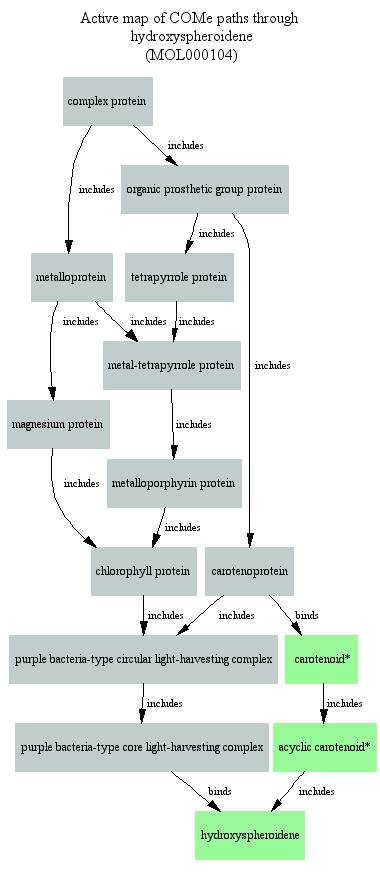 Active map of COMe paths through
hydroxyspheroidene
(MOL000104)
complex protein
includes
includes
organic prosthetic group protein
includes
metalloprotein
tetrapyrrole protein
includes
includes
includes
metal-tetrapyrrole protein
includes
magnesium protein
includes
metalloporphyrin protein
includes
includes
chlorophyll protein
carotenoprotein
includes
includes
binds
purple bacteria-type circular light-harvesting complex
carotenoid*
includes
includes
purple bacteria-type core light-harvesting complex
acyclic carotenoid*
binds
includes
hydroxyspheroidene